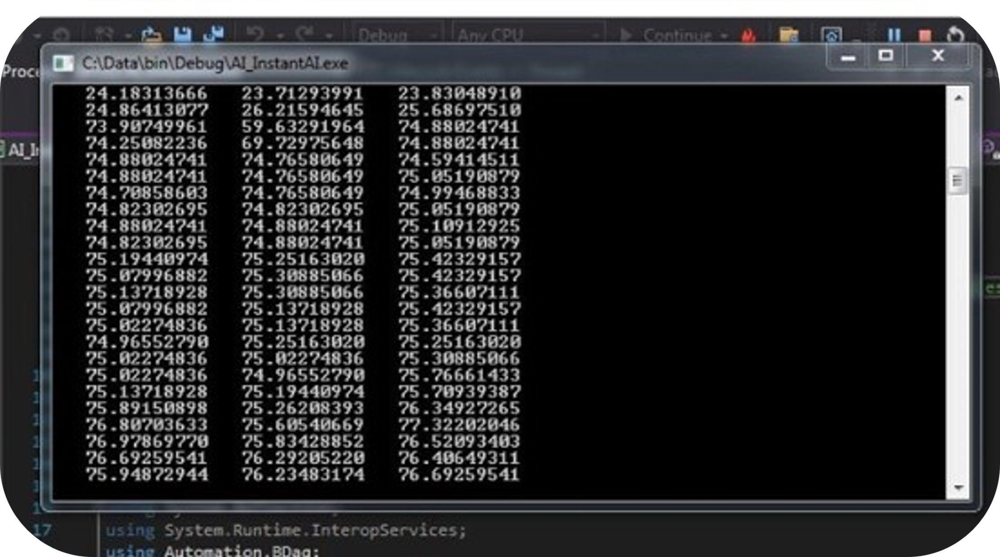 Debug Any CPU Continue
C:\Data\bin\Debug\AI_InstantAI.exe
Proce
AI_In
24.18313666 23.71293991 23.83048910
24.86413077 26.21594645 25.68697510
73.90749961 59.63291964 74.88024741
74.25082236 69.72975648 74.88024741
74.88024741 74.76580649 74.59414511
74.88024741 74.76580649 75.05190879
74.70858603 74.76580649 74.99468833
74.82302695 74.82302695 75.05190879
74.88024741 74.88024741 75.10912925
74.82302695 74.88024741 75.05190879
75.19440974 75.25163020 75.42329157
75.07996882 75.30885066 75.42329157
75.13718928 75.30885066 75.36607111
75.07996882 75.13718928 75.42329157
75.02274836 75.13718928 75.36607111
74.96552790 75.25163020 75.25163020
75.02274836 75.02274836 75.30885066
75.02274836 74.96552790 75.76661433
75.13718928 75.19440974 75.70939387
75.89150898 75.26208393 76.34927265
76.80703633 75.60540669 77.32202046
76.97869770 75.83428852 76.52093403
76.69259541 76.29205220 76.40649311
75.94872944 76.23483174 76.69259541
17 using System.Runtime.InteropServices;
using Automation.BDaq;